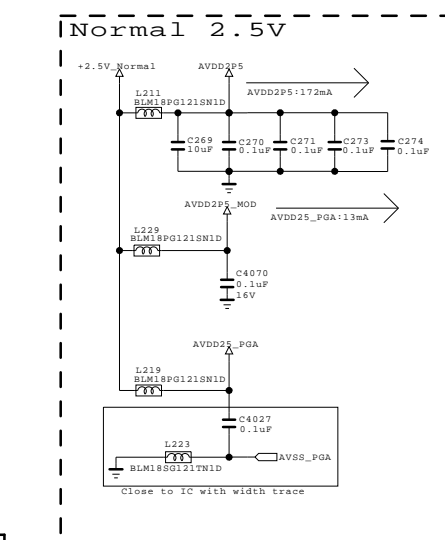 Normal 2.5V
+2.5V_Normal
AVDD2P5
L211
BLM18PG121SN1D
AVDD2P5:172mA
C269
10uF
C270
0.1uF
C271
0.1uF
C273
0.1uF
C274
0.1uF
AVDD2P5_MOD
AVDD25_PGA:13mA
L229
BLM18PG121SN1D
C4070
0.1uF
16V
AVDD25_PGA
L219
BLM18PG121SN1D
C4027
0.1uF
L223
BLM18SG121TN1D
AVSS_PGA
Close to IC with width trace